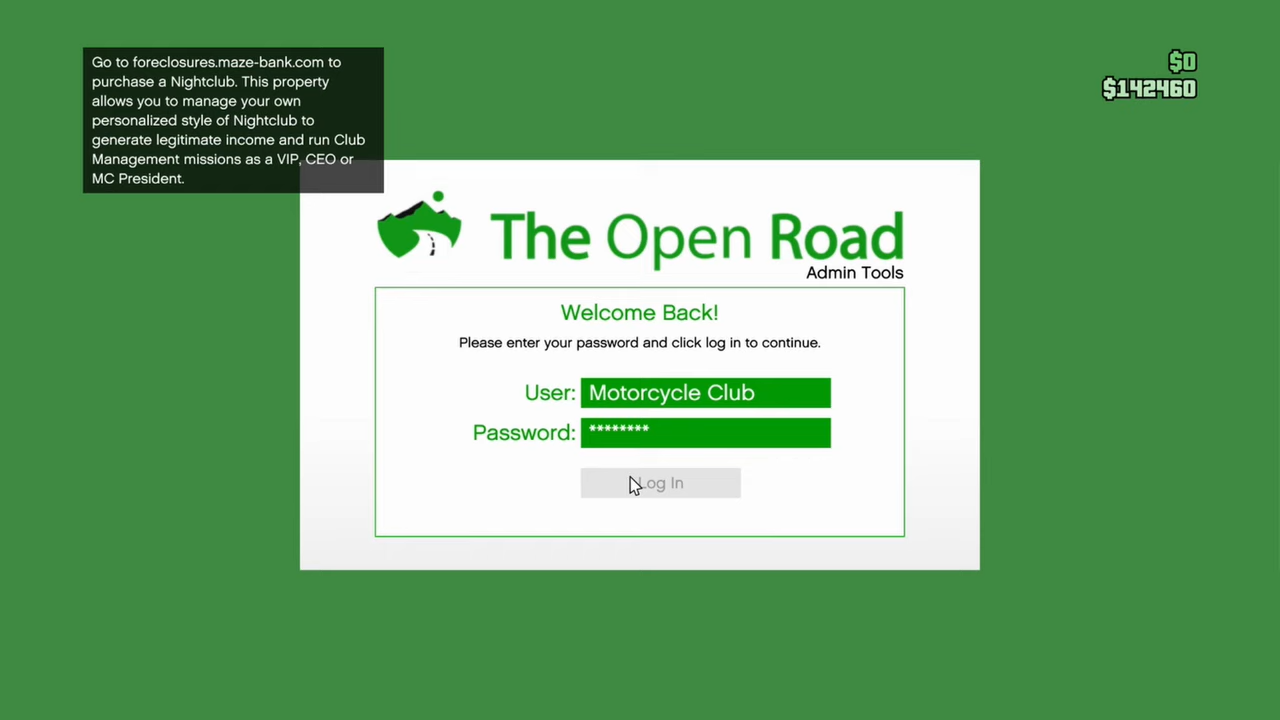 Go to foreclosures.maze-bank.com to
purchase a Nightclub. This property
allows you to manage your own
personalized style of Nightclub to
generate legitimate income and run Club
Management missions as a VIP, CEO or
MC President.
$0
$142460
The Open Road
Admin Tools
Welcome Back!
Please enter your password and click log in to continue.
User: Motorcycle Club
Password: ********
Log In